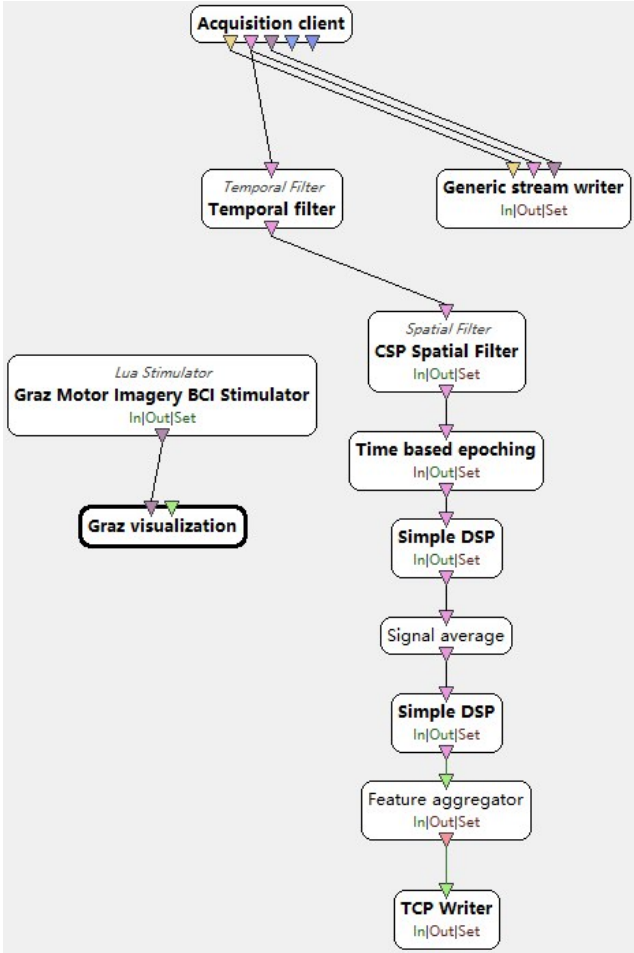 Acquisition client
Temporal Filter
Temporal filter
Generic stream writer
In|Out|Set
Spatial Filter
CSP Spatial Filter
In|Out|Set
Lua Stimulator
Graz Motor Imagery BCI Stimulator
In|Out|Set
Time based epoching
In|Out|Set
Graz visualization
Simple DSP
In|Out|Set
Signal average
Simple DSP
In|Out|Set
Feature aggregator
In|Out|Set
TCP Writer
In|Out|Set